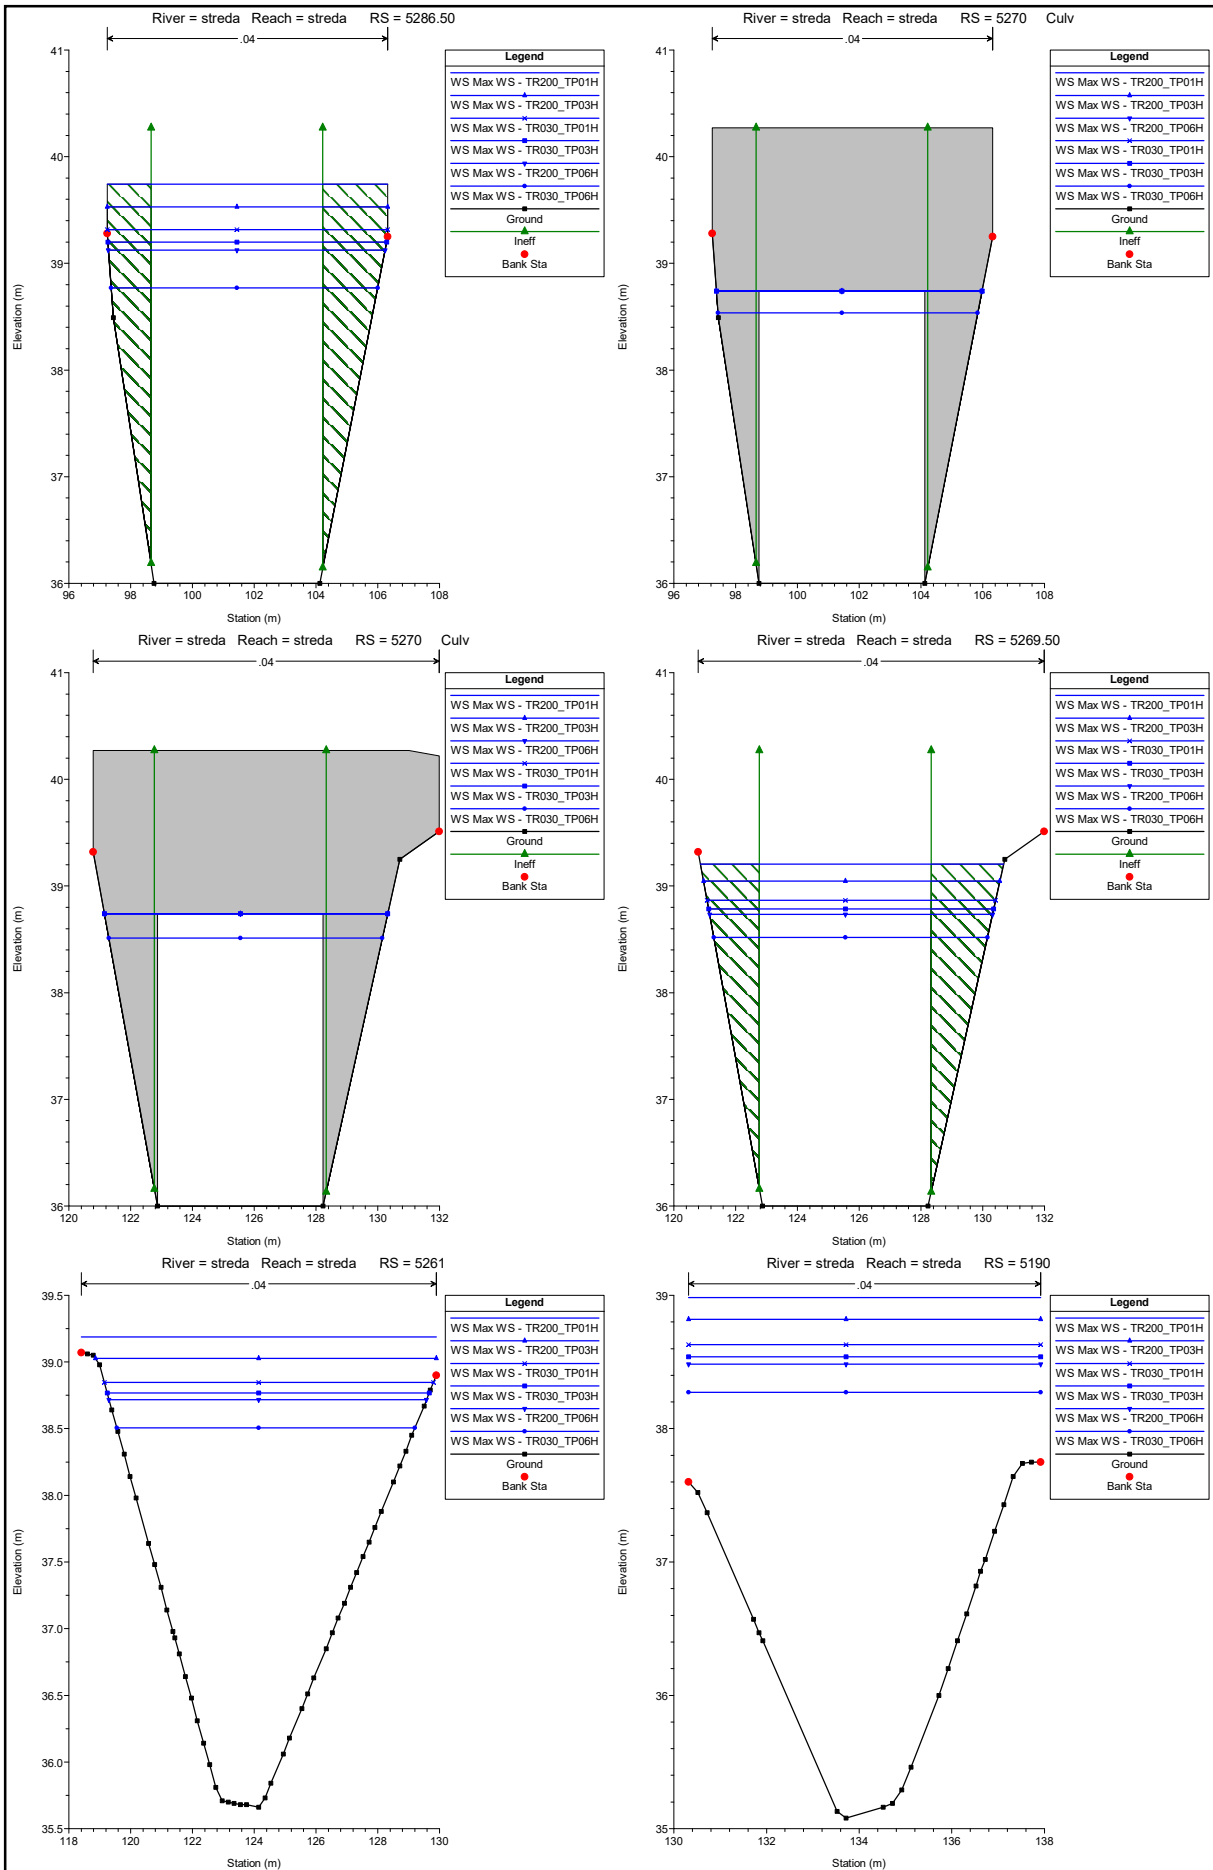 River = streda Reach = streda RS = 5286.50
.04
41
40
39
38
37
36
Elevation (m)
96 98 100 102 104 106 108
Station (m)
Legend
WS Max WS - TR200_TP01H
WS Max WS - TR200_TP03H
WS Max WS - TR030_TP01H
WS Max WS - TR030_TP03H
WS Max WS - TR200_TP06H
WS Max WS - TR030_TP06H
Ground
Ineff
Bank Sta
River = streda Reach = streda RS = 5270 Culv
.04
41
40
39
38
37
36
Elevation (m)
96 98 100 102 104 106 108
Station (m)
Legend
WS Max WS - TR200_TP01H
WS Max WS - TR200_TP03H
WS Max WS - TR200_TP06H
WS Max WS - TR030_TP01H
WS Max WS - TR030_TP03H
WS Max WS - TR030_TP06H
Ground
Ineff
Bank Sta
River = streda Reach = streda RS = 5270 Culv
.04
41
40
39
38
37
36
Elevation (m)
120 122 124 126 128 130 132
Station (m)
Legend
WS Max WS - TR200_TP01H
WS Max WS - TR200_TP03H
WS Max WS - TR200_TP06H
WS Max WS - TR030_TP01H
WS Max WS - TR030_TP03H
WS Max WS - TR030_TP06H
Ground
Ineff
Bank Sta
River = streda Reach = streda RS = 5269.50
.04
41
40
39
38
37
36
Elevation (m)
120 122 124 126 128 130 132
Station (m)
Legend
WS Max WS - TR200_TP01H
WS Max WS - TR200_TP03H
WS Max WS - TR030_TP01H
WS Max WS - TR030_TP03H
WS Max WS - TR200_TP06H
WS Max WS - TR030_TP06H
Ground
Ineff
Bank Sta
River = streda Reach = streda RS = 5261
.04
39.5
39.0
38.5
38.0
37.5
37.0
36.5
36.0
35.5
Elevation (m)
118 120 122 124 126 128 130
Station (m)
Legend
WS Max WS - TR200_TP01H
WS Max WS - TR200_TP03H
WS Max WS - TR030_TP01H
WS Max WS - TR030_TP03H
WS Max WS - TR200_TP06H
WS Max WS - TR030_TP06H
Ground
Bank Sta
River = streda Reach = streda RS = 5190
.04
39
38
37
36
35
Elevation (m)
130 132 134 136 138
Station (m)
Legend
WS Max WS - TR200_TP01H
WS Max WS - TR200_TP03H
WS Max WS - TR030_TP01H
WS Max WS - TR030_TP03H
WS Max WS - TR200_TP06H
WS Max WS - TR030_TP06H
Ground
Bank Sta